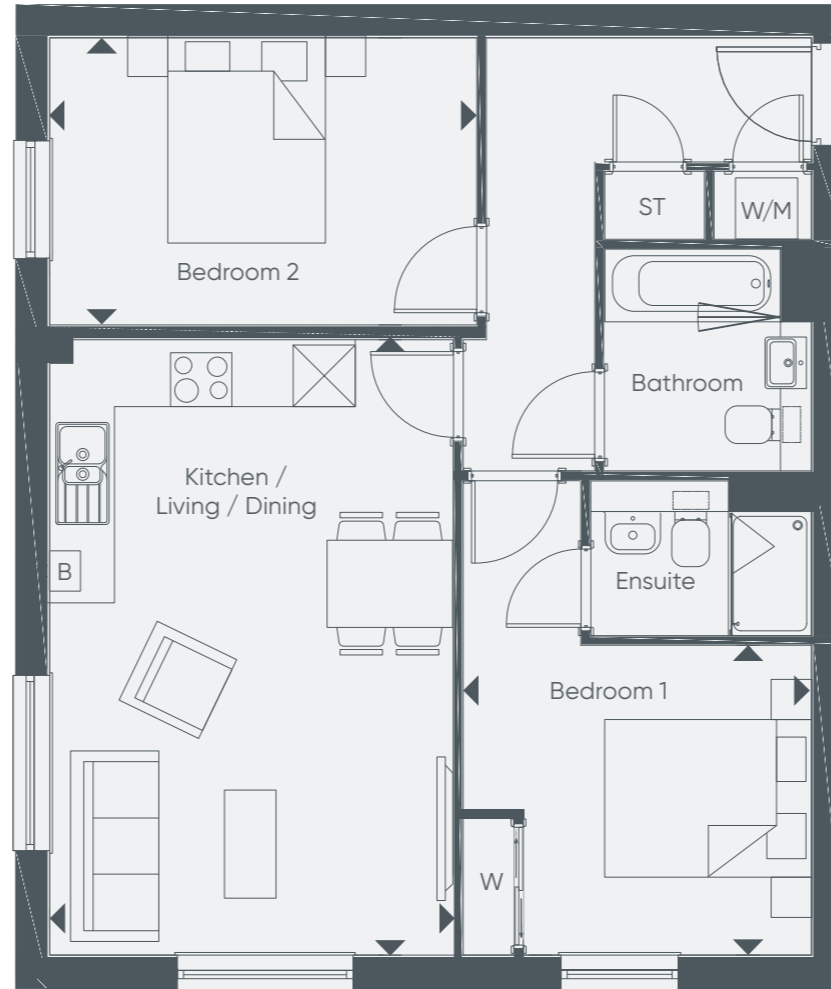 ST
W/M
Bedroom 2
Bathroom
Kitchen /
Living / Dining
B
Ensuite
Bedroom 1
W